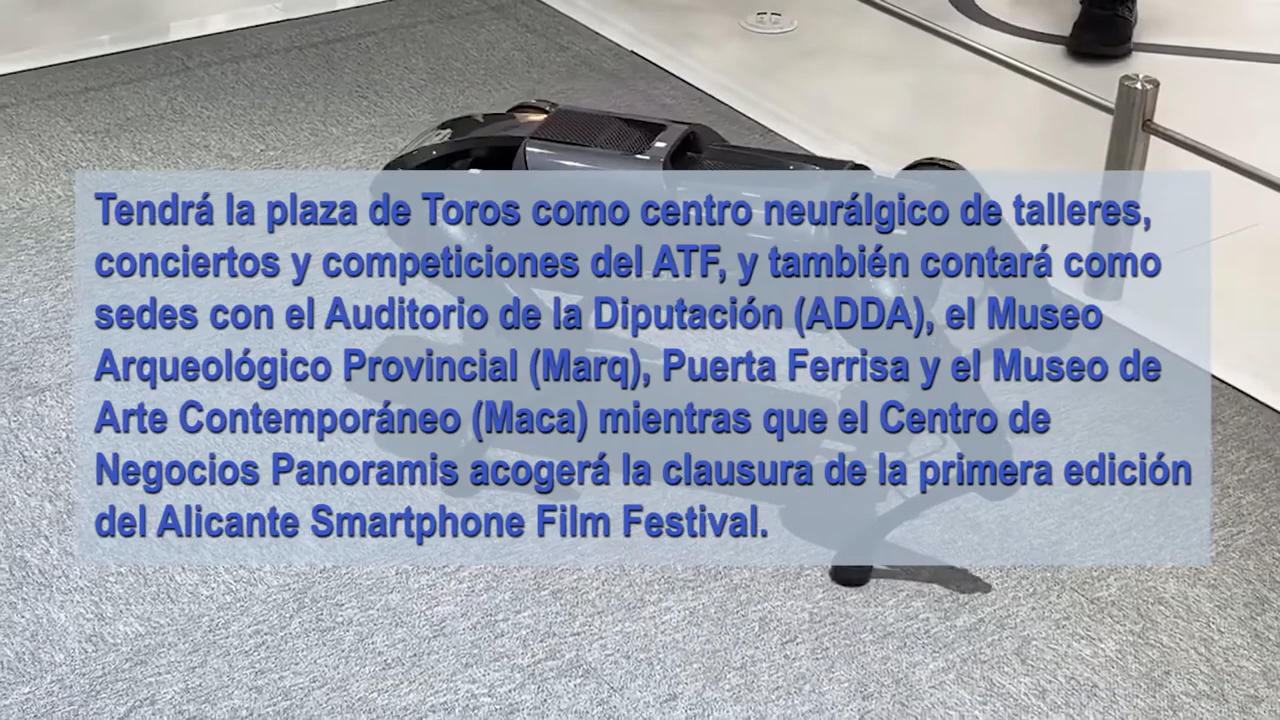 Tendrá la plaza de Toros como centro neurálgico de talleres,
conciertos y competiciones del ATF, y también contará como
sedes con el Auditorio de la Diputación (ADDA), el Museo
Arqueológico Provincial (Marq), Puerta Ferrisa y el Museo de
Arte Contemporáneo (Maca) mientras que el Centro de
Negocios Panoramis acogerá la clausura de la primera edición
del Alicante Smartphone Film Festival.